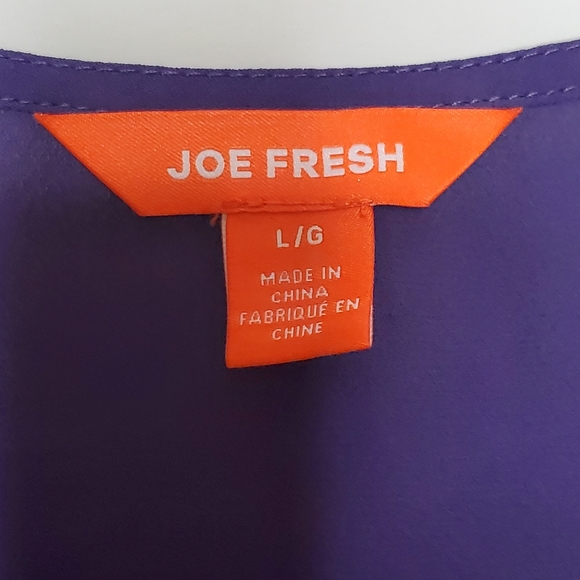 JOE FRESH
L/G
MADE IN
CHINA
FABRIQUÉ EN
CHINE